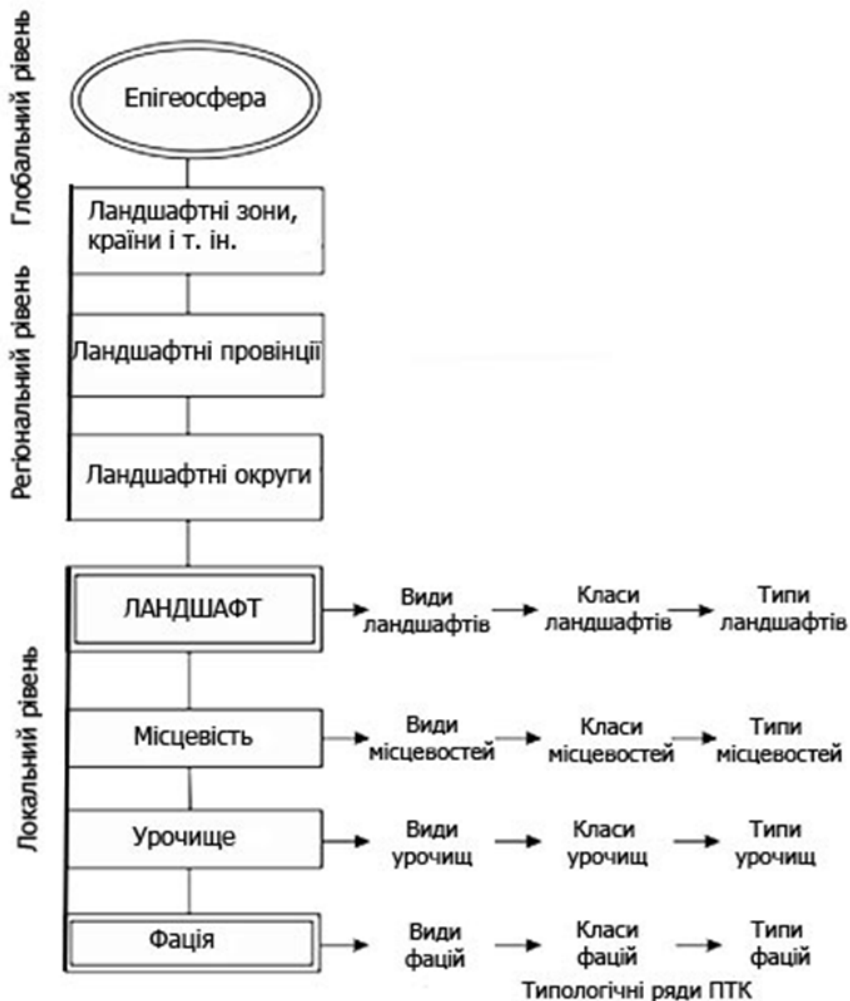 Глобальний рівень
Епігеосфера
Ландшафтні зони,
країни і т. ін.
Регіональний рівень
Ландшафтні провінції
Ландшафтні округи
Локальний рівень
ЛАНДШАФТ
Види
ландшафтів
Класи
ландшафтів
Типи
ландшафтів
Місцевість
Види
місцевостей
Класи
місцевостей
Типи
місцевостей
Урочище
Види
урочищ
Класи
урочищ
Типи
урочищ
Фація
Види
фацій
Класи
фацій
Типи
фацій
Типологічні ряди ПТК